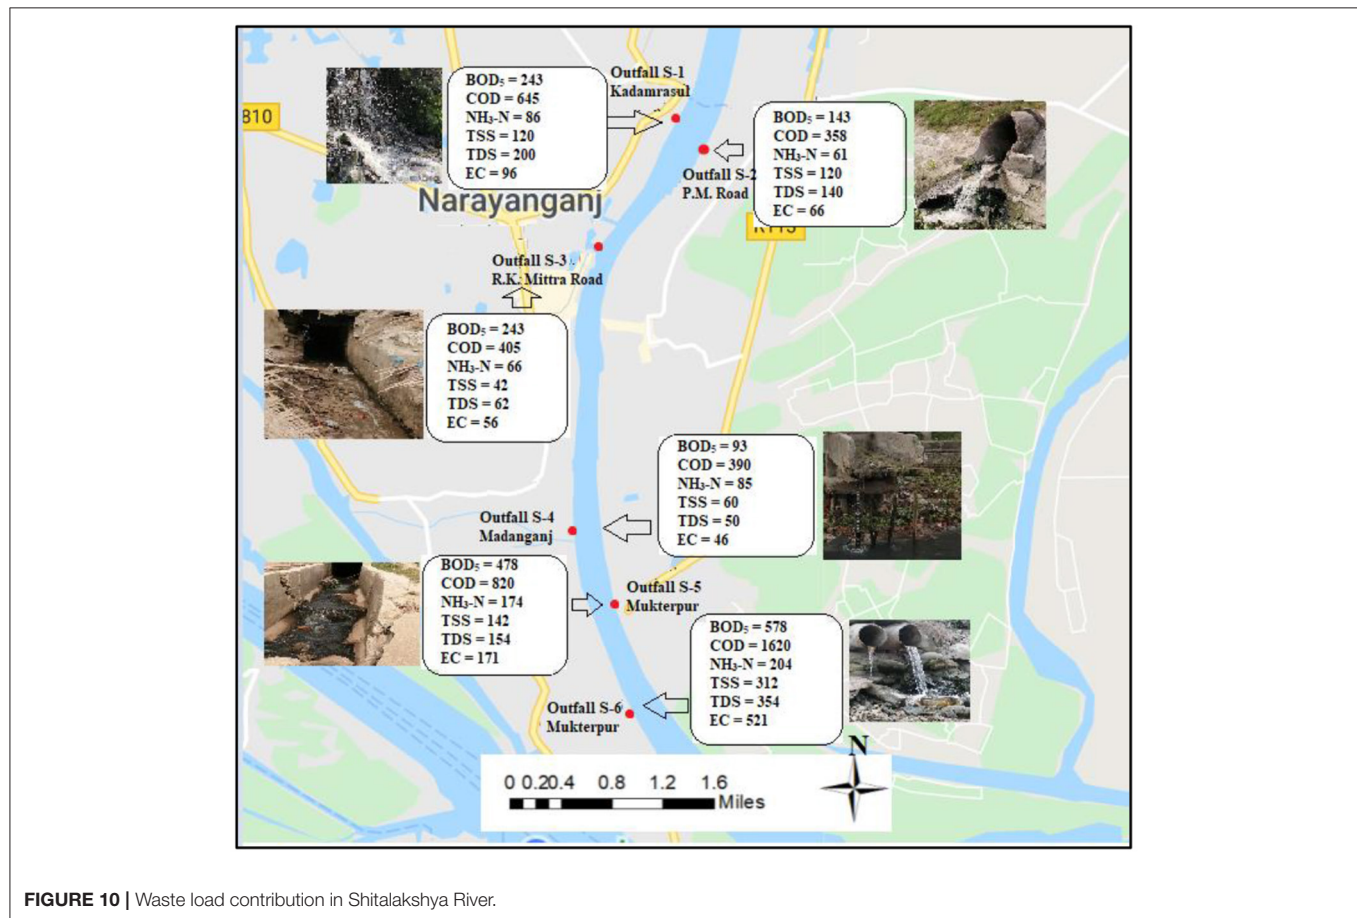 Outfall S-1
Kadamrasul
BOD₅ = 243
COD = 645
NH₃-N = 86
TSS = 120
TDS = 200
EC = 96
810
BOD₅ = 143
COD = 358
NH₃-N = 61
TSS = 120
TDS = 140
EC = 66
Outfall S-2
P.M. Road
Narayanganj
Outfall S-3
R.K. Mittra Road
BOD₅ = 243
COD = 405
NH₃-N = 66
TSS = 42
TDS = 62
EC = 56
BOD₅ = 93
COD = 390
NH₃-N = 85
TSS = 60
TDS = 50
EC = 46
Outfall S-4
Madanganj
BOD₅ = 478
COD = 820
NH₃-N = 174
TSS = 142
TDS = 154
EC = 171
Outfall S-5
Mukterpur
BOD₅ = 578
COD = 1620
NH₃-N = 204
TSS = 312
TDS = 354
EC = 521
Outfall S-6
Mukterpur
N
0 0.2 0.4 0.8 1.2 1.6
Miles
FIGURE 10 | Waste load contribution in Shitalakshya River.